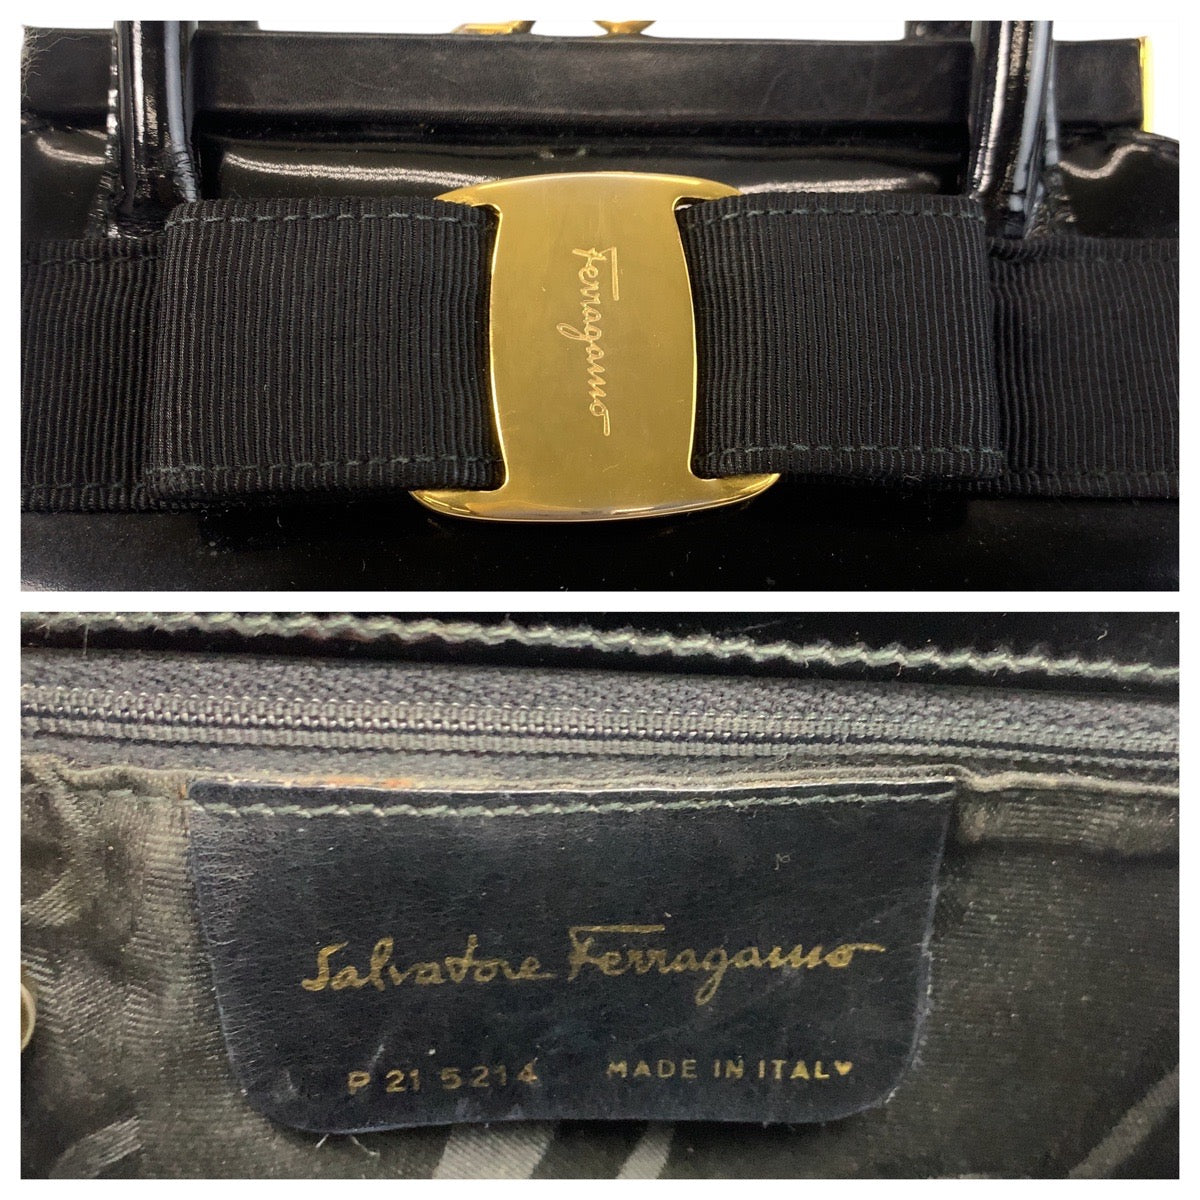 Ferragamo
Salvatore Ferragamo
P 21 5214 MADE IN ITALY